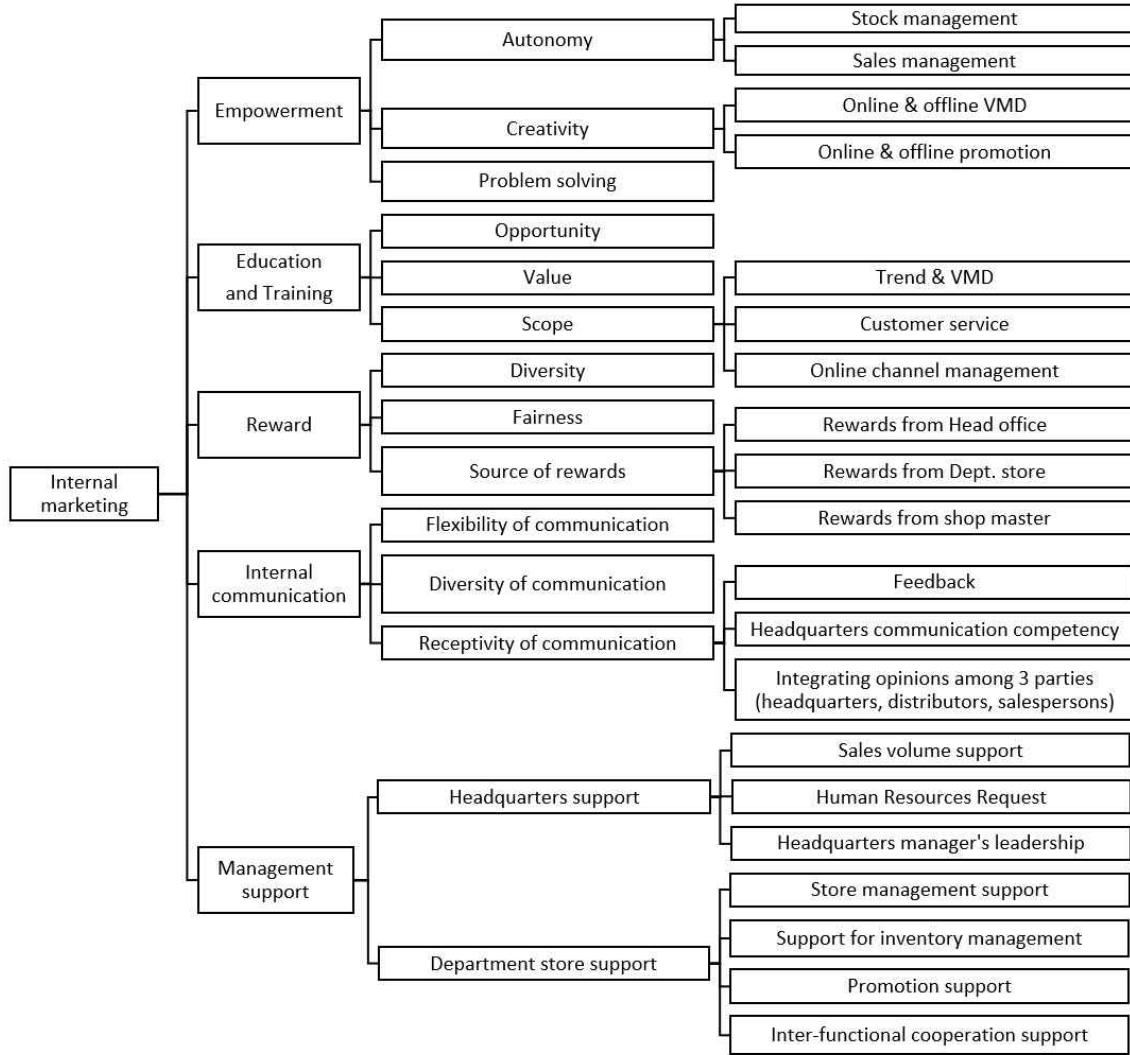 Internal
marketing
Empowerment
Autonomy
Stock management
Sales management
Creativity
Online & offline VMD
Online & offline promotion
Problem solving
Education
and Training
Opportunity
Value
Scope
Trend & VMD
Customer service
Online channel management
Reward
Diversity
Fairness
Source of rewards
Rewards from Head office
Rewards from Dept. store
Rewards from shop master
Internal
communication
Flexibility of communication
Diversity of communication
Receptivity of communication
Feedback
Headquarters communication competency
Integrating opinions among 3 parties
(headquarters, distributors, salespersons)
Management
support
Headquarters support
Sales volume support
Human Resources Request
Headquarters manager's leadership
Department store support
Store management support
Support for inventory management
Promotion support
Inter-functional cooperation support